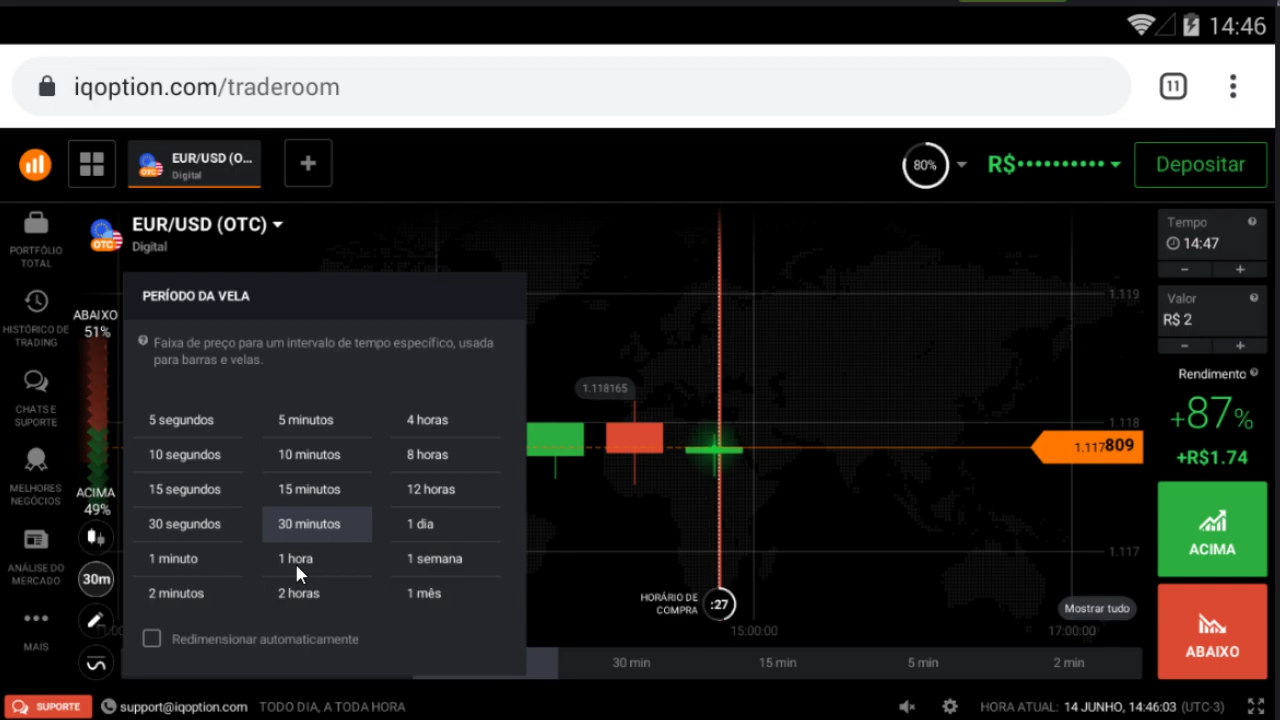 14:46
iqoption.com/traderoom
11
EUR/USD (O...
Digital
80%
R$••••••••••
Depositar
EUR/USD (OTC)
Digital
OTC
PORTFÓLIO
TOTAL
HISTÓRICO DE
TRADING
CHATS E
SUPORTE
MELHORES
NEGÓCIOS
ANÁLISE DO
MERCADO
MAIS
ABAIXO
51%
ACIMA
49%
30m
PERÍODO DA VELA
Faixa de preço para um intervalo de tempo específico, usada
para barras e velas.
5 segundos
5 minutos
4 horas
10 segundos
10 minutos
8 horas
15 segundos
15 minutos
12 horas
30 segundos
30 minutos
1 dia
1 minuto
1 hora
1 semana
2 minutos
2 horas
1 mês
Redimensionar automaticamente
1.118165
HORÁRIO DE
COMPRA
:27
1.119
1.118
1.117809
1.117
Mostrar tudo
15:00:00
17:00:00
30 min
15 min
5 min
2 min
Tempo
14:47
Valor
R$ 2
Rendimento
+87%
+R$1.74
ACIMA
ABAIXO
SUPORTE
support@iqoption.com
TODO DIA, A TODA HORA
HORA ATUAL: 14 JUNHO, 14:46:03 (UTC-3)